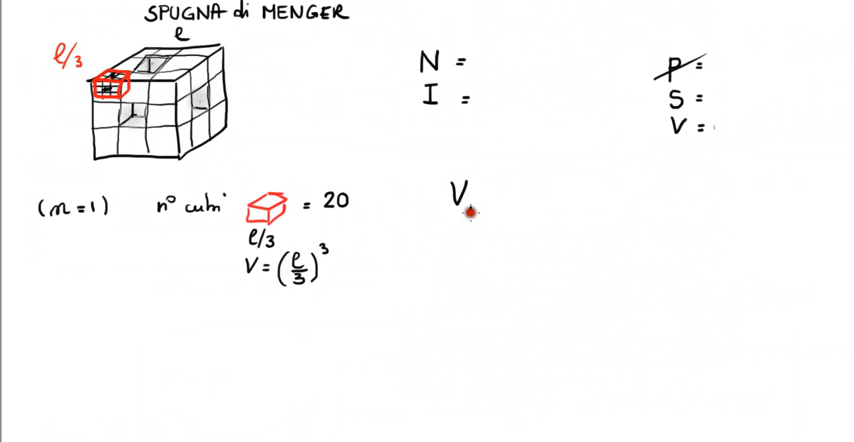 SPUGNA di MENGER
l
l/3
N =
I =
P =
S =
V =
(n=1) n° cubi = 20
l/3
V = (l/3)³
V